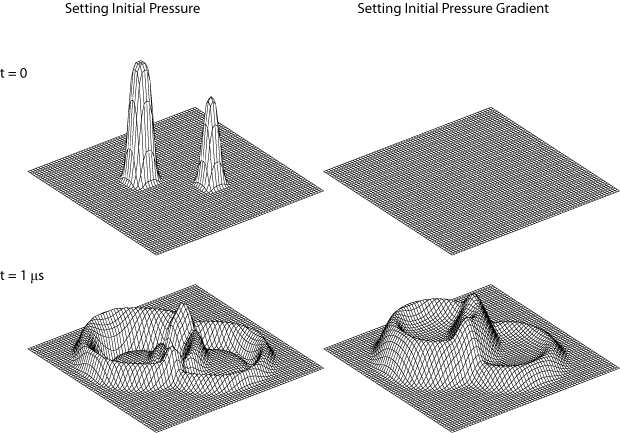 Setting Initial Pressure
Setting Initial Pressure Gradient
t = 0
t = 1 μs